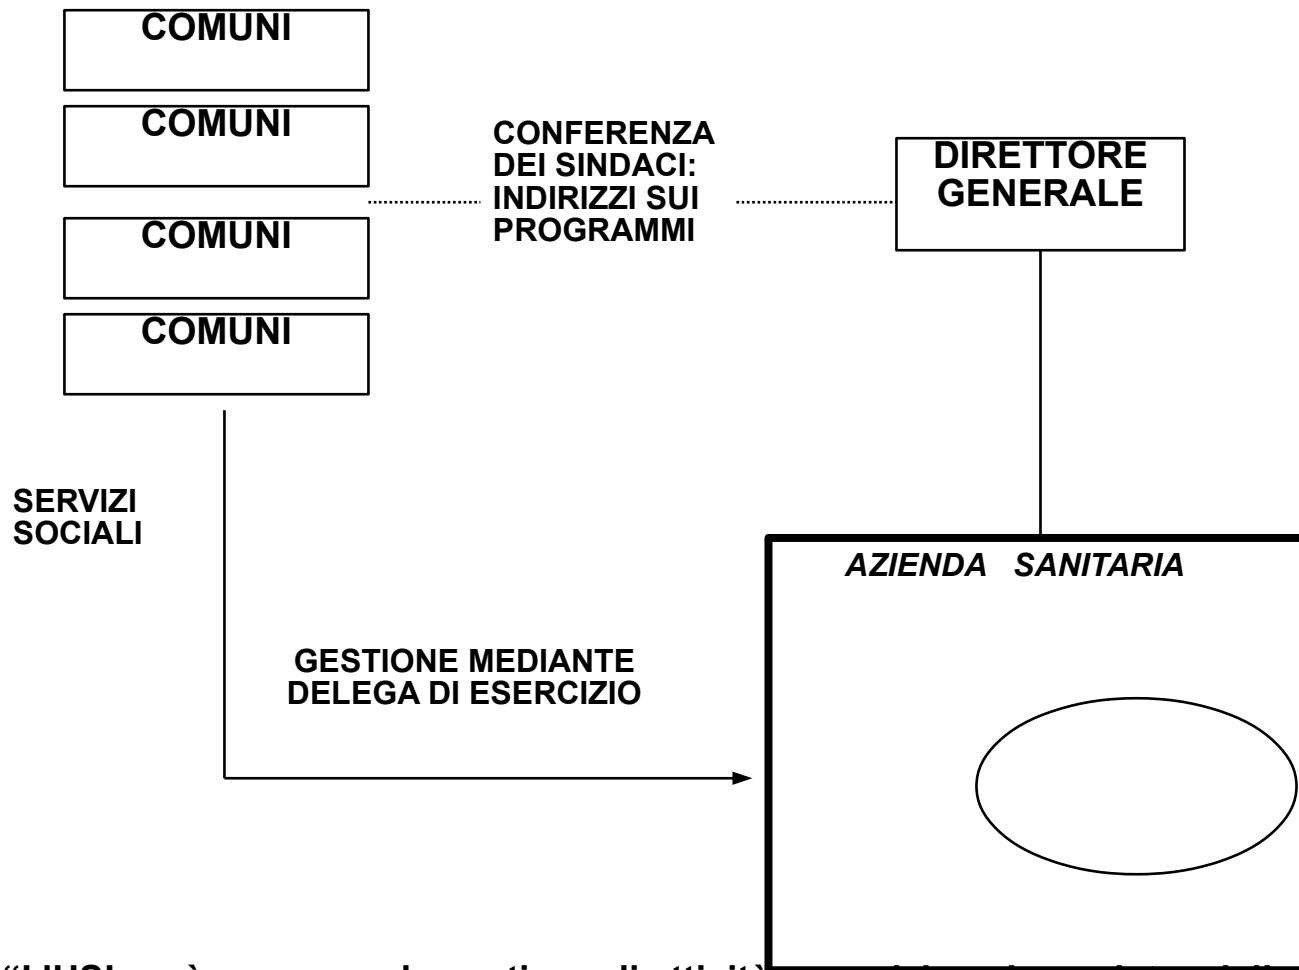 COMUNI
COMUNI
CONFERENZA
DEI SINDACI:
INDIRIZZI SUI
PROGRAMMI
DIRETTORE
GENERALE
COMUNI
COMUNI
SERVIZI
SOCIALI
AZIENDA SANITARIA
GESTIONE MEDIANTE
DELEGA DI ESERCIZIO